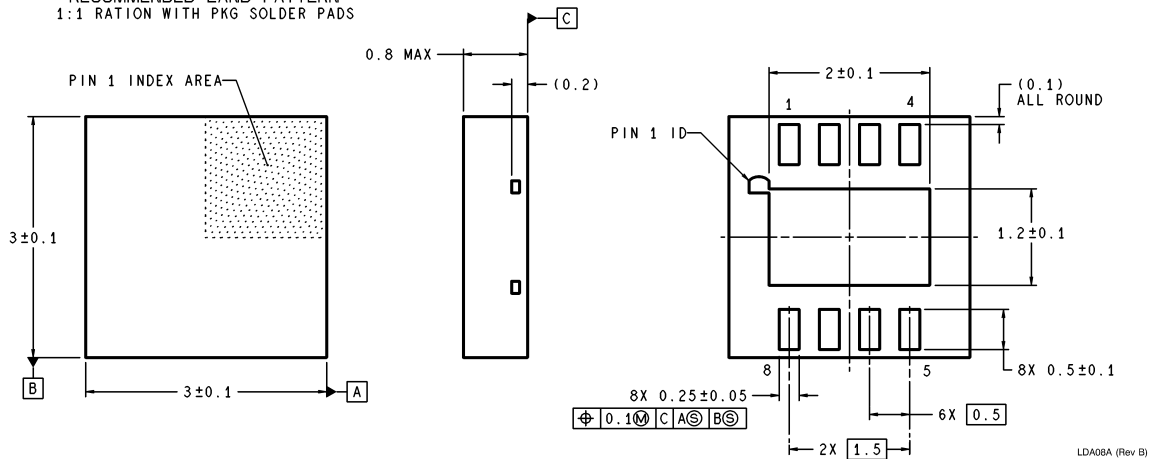 RECOMMENDED LAND PATTERN
1:1 RATION WITH PKG SOLDER PADS
C
0.8 MAX
(0.2)
PIN 1 INDEX AREA
3±0.1
B
3±0.1
A
2±0.1
(0.1)
ALL ROUND
1
4
PIN 1 ID
1.2±0.1
8
5
8X 0.5±0.1
8X 0.25±0.05
⌖ 0.1Ⓜ C AⓈ BⓈ
6X 0.5
2X 1.5
LDA08A (Rev B)